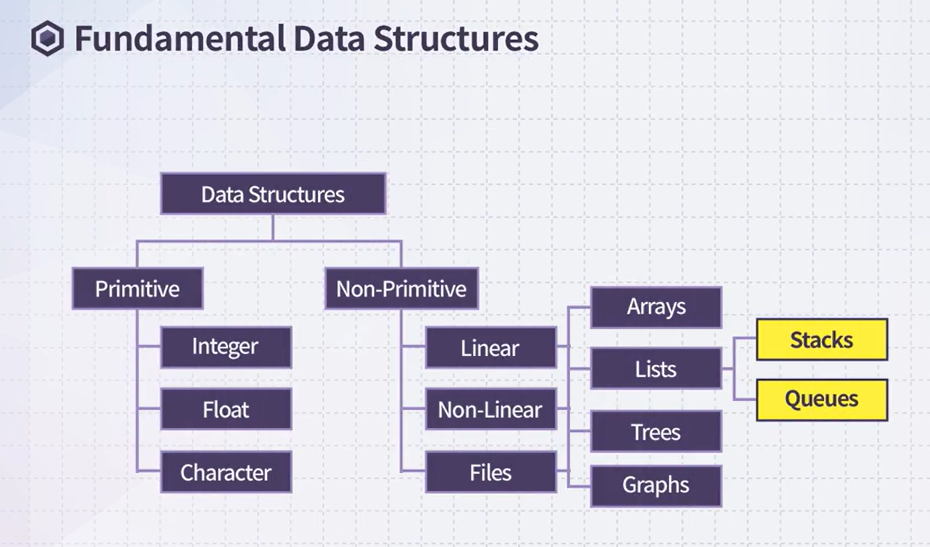 Fundamental Data Structures
Data Structures
Primitive
Non-Primitive
Integer
Float
Character
Linear
Non-Linear
Files
Arrays
Lists
Trees
Graphs
Stacks
Queues